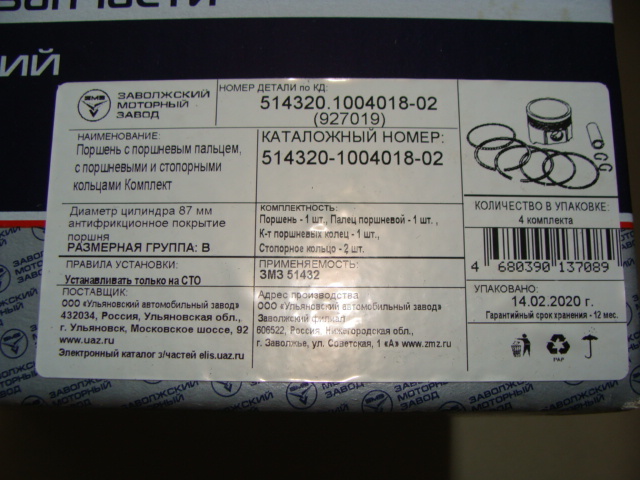 запчасти
ЗМЗ
ЗАВОЛЖСКИЙ
МОТОРНЫЙ
ЗАВОД
НОМЕР ДЕТАЛИ по КД:
514320.1004018-02
(927019)
НАИМЕНОВАНИЕ:
Поршень с поршневым пальцем,
с поршневыми и стопорными
кольцами Комплект
КАТАЛОЖНЫЙ НОМЕР:
514320-1004018-02
Диаметр цилиндра 87 мм
антифрикционное покрытие
поршня
РАЗМЕРНАЯ ГРУППА: В
КОМПЛЕКТНОСТЬ:
Поршень - 1 шт., Палец поршневой - 1 шт. ,
К-т поршневых колец - 1 шт.,
Стопорное кольцо - 2 шт.
ПРАВИЛА УСТАНОВКИ:
Устанавливать только на СТО
ПРИМЕНЯЕМОСТЬ:
ЗМЗ 51432
ПОСТАВЩИК:
ООО «Ульяновский автомобильный завод»
432034, Россия, Ульяновская обл.,
г. Ульяновск, Московское шоссе, 92
www.uaz.ru
Электронный каталог з/частей elis.uaz.ru
Адрес производства
ООО «Ульяновский автомобильный завод»
Заволжский филиал
606522, Россия, Нижегородская обл.,
г. Заволжье, ул. Советская, 1 «А» www.zmz.ru
КОЛИЧЕСТВО В УПАКОВКЕ:
4 комплекта
4 680390 137089
УПАКОВАНО:
14.02.2020 г.
Гарантийный срок хранения - 12 мес.
PAP
ЗАВОЛЖСКИЙ
МОТОРНЫЙ
ЗАВОД